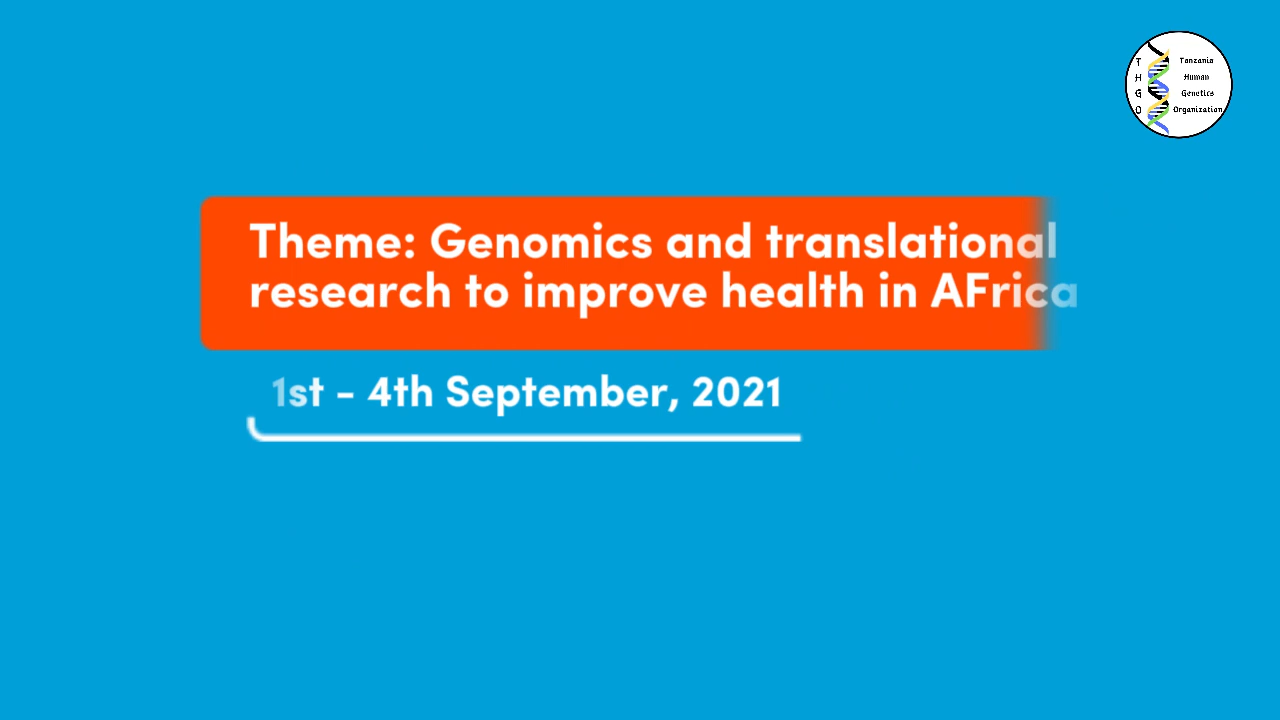 T Tanzania
H Human
G Genetics
O Organization
Theme: Genomics and translational
research to improve health in AFrica
1st - 4th September, 2021